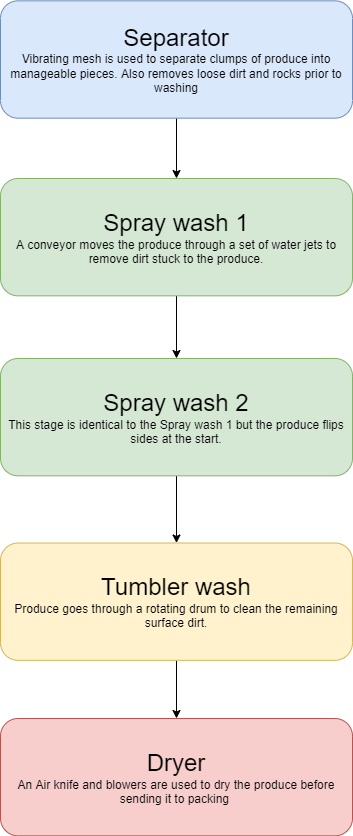 Separator
Vibrating mesh is used to separate clumps of produce into
manageable pieces. Also removes loose dirt and rocks prior to
washing
Spray wash 1
A conveyor moves the produce through a set of water jets to
remove dirt stuck to the produce.
Spray wash 2
This stage is identical to the Spray wash 1 but the produce flips
sides at the start.
Tumbler wash
Produce goes through a rotating drum to clean the remaining
surface dirt.
Dryer
An Air knife and blowers are used to dry the produce before
sending it to packing